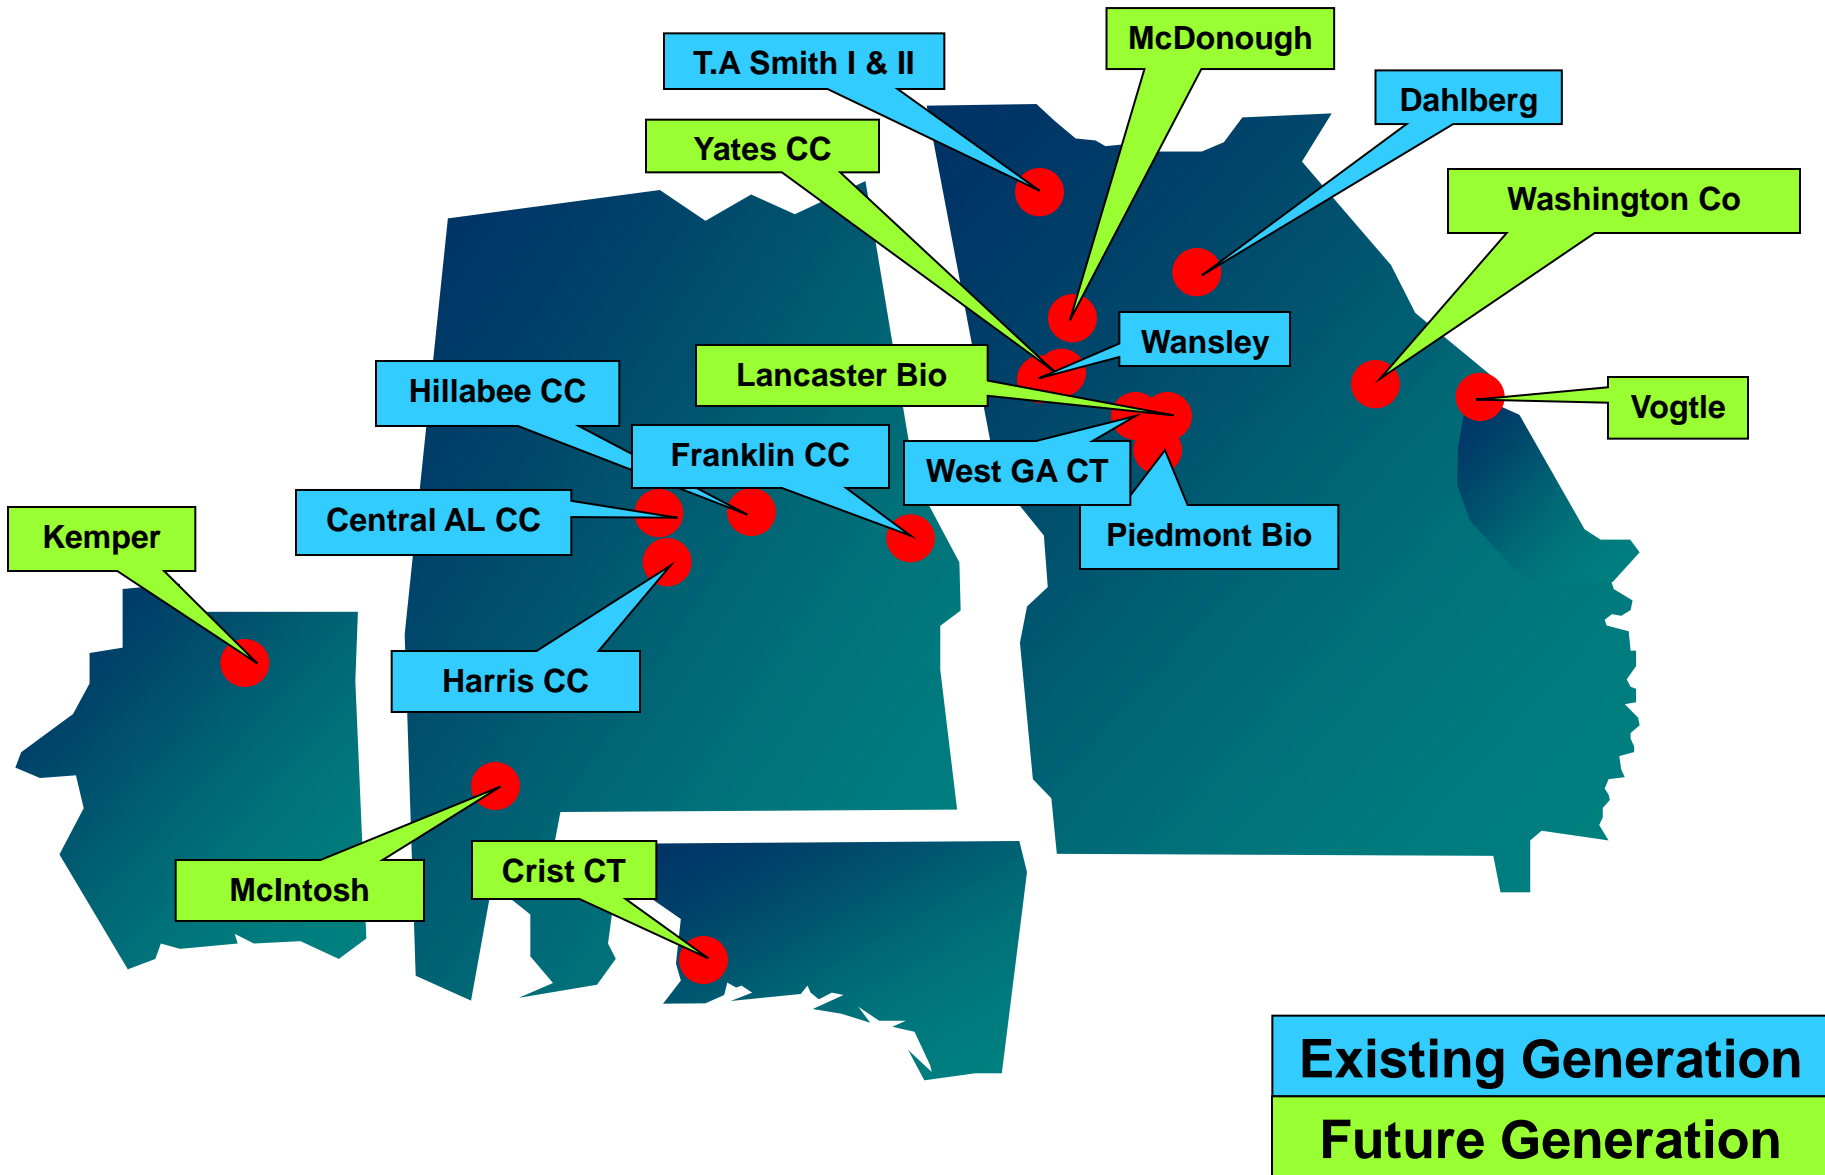 McDonough
T.A Smith I & II
Dahlberg
Yates CC
Washington Co
Wansley
Lancaster Bio
Hillabee CC
Vogtle
Franklin CC
West GA CT
Central AL CC
Kemper
Piedmont Bio
Harris CC
Crist CT
McIntosh
Existing Generation
Future Generation